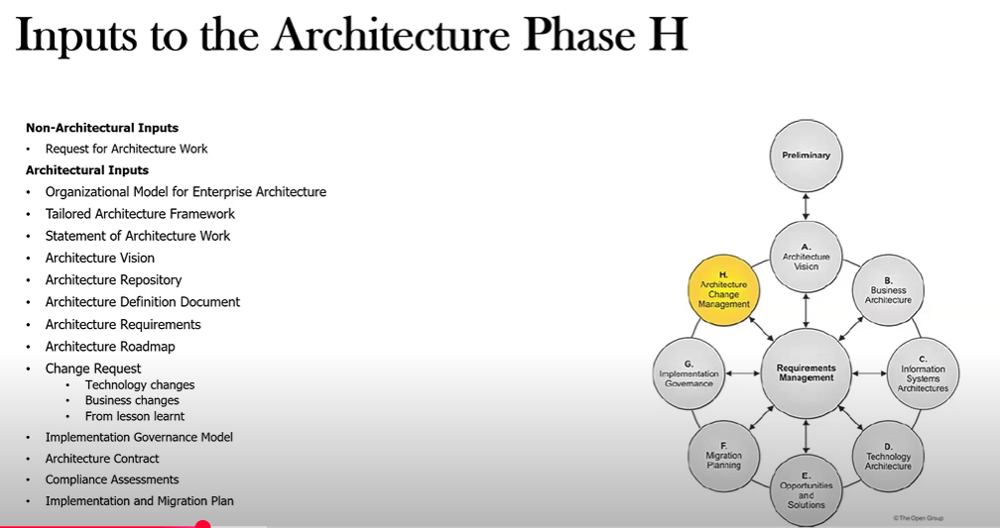 Inputs to the Architecture Phase H
Non-Architectural Inputs
• Request for Architecture Work
Architectural Inputs
• Organizational Model for Enterprise Architecture
• Tailored Architecture Framework
• Statement of Architecture Work
• Architecture Vision
• Architecture Repository
• Architecture Definition Document
• Architecture Requirements
• Architecture Roadmap
• Change Request
• Technology changes
• Business changes
• From lesson learnt
• Implementation Governance Model
• Architecture Contract
• Compliance Assessments
• Implementation and Migration Plan
Preliminary
A.
Architecture
Vision
H.
Architecture
Change
Management
B.
Business
Architecture
G.
Implementation
Governance
Requirements
Management
C.
Information
Systems
Architectures
F.
Migration
Planning
D.
Technology
Architecture
E.
Opportunities
and
Solutions
© The Open Group